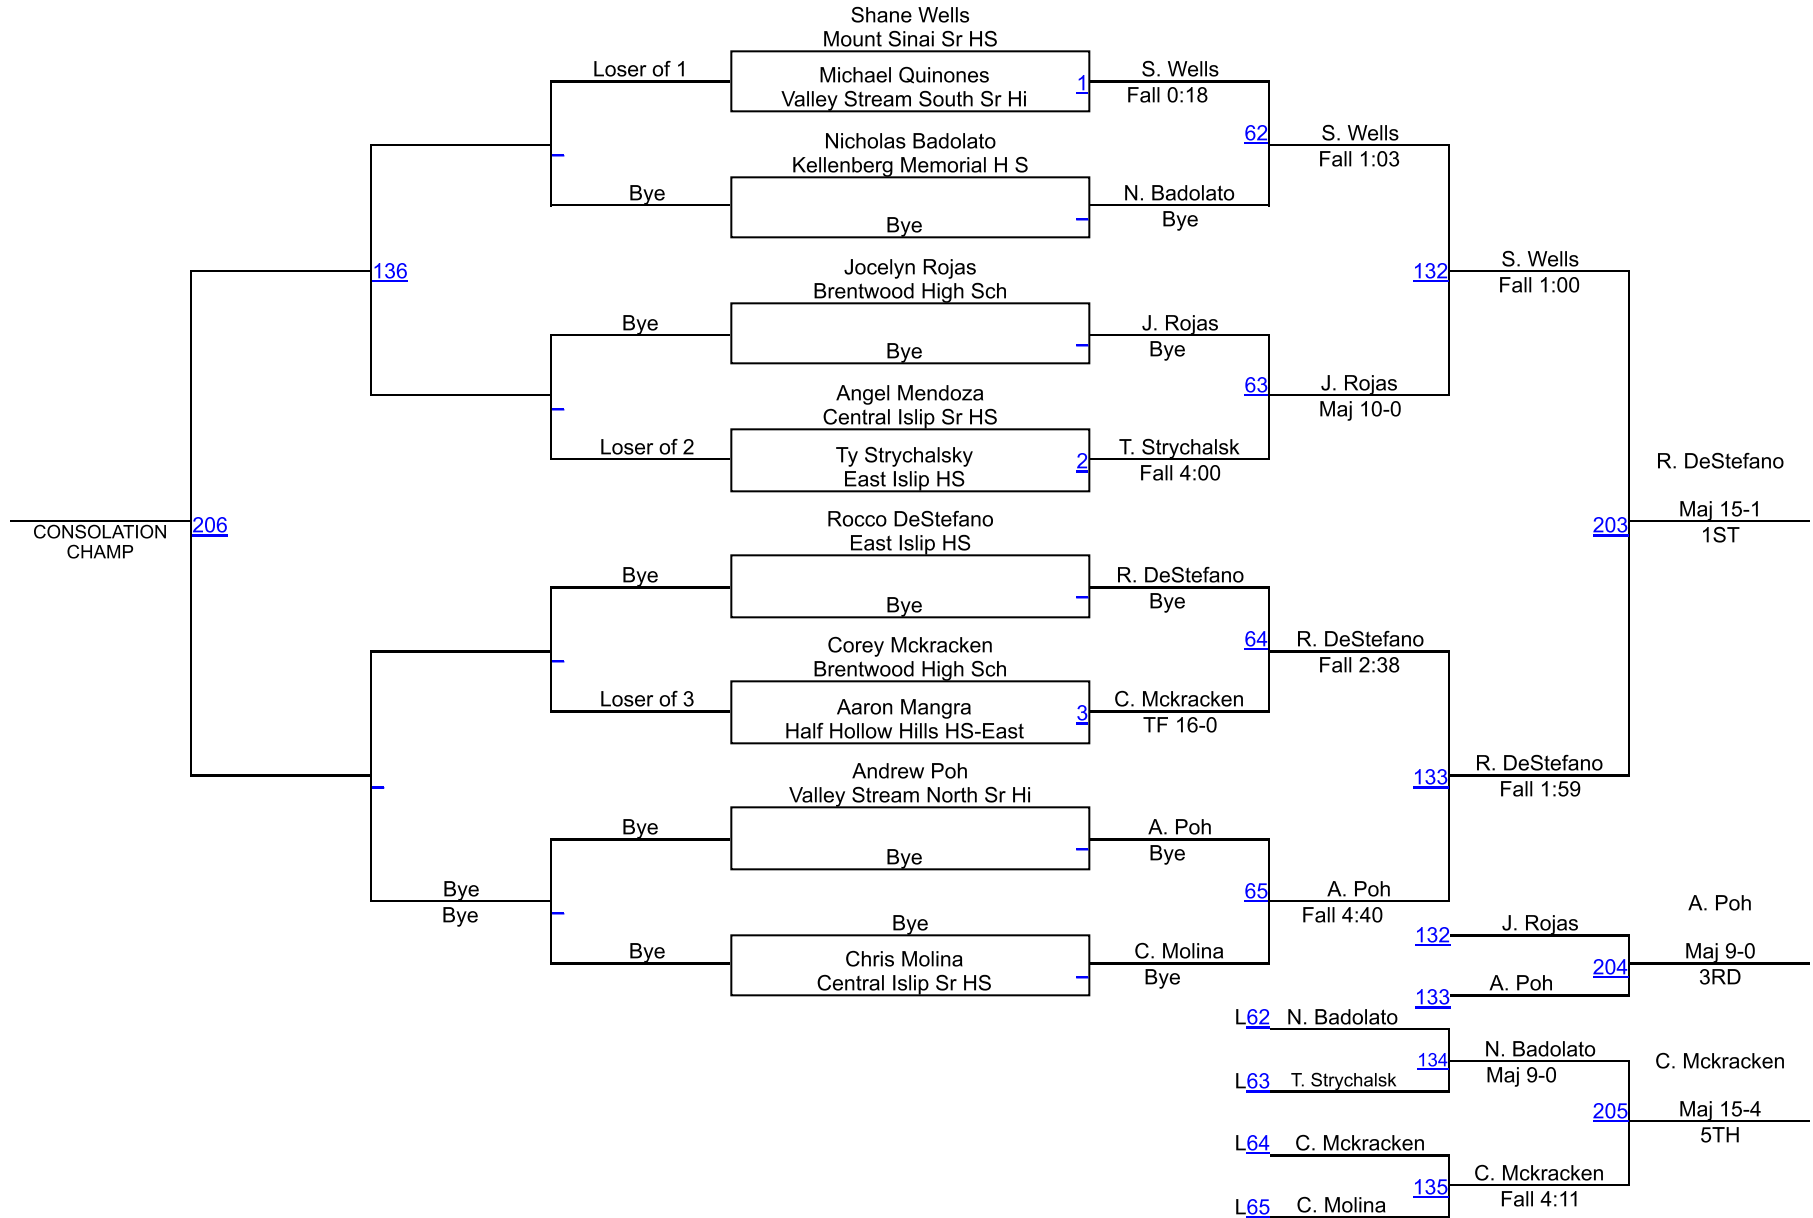 Shane Wells
Mount Sinai Sr HS
Loser of 1
Michael Quinones
Valley Stream South Sr Hi
1
S. Wells
Fall 0:18
Nicholas Badolato
Kellenberg Memorial H S
62
S. Wells
Fall 1:03
Bye
Bye
N. Badolato
Bye
Jocelyn Rojas
Brentwood High Sch
136
132
S. Wells
Fall 1:00
Bye
Bye
J. Rojas
Bye
Angel Mendoza
Central Islip Sr HS
63
J. Rojas
Maj 10-0
Loser of 2
Ty Strychalsky
East Islip HS
2
T. Strychalsk
Fall 4:00
R. DeStefano
Maj 15-1
1ST
CONSOLATION
CHAMP
206
203
Rocco DeStefano
East Islip HS
Bye
Bye
R. DeStefano
Bye
Corey Mckracken
Brentwood High Sch
64
R. DeStefano
Fall 2:38
Loser of 3
Aaron Mangra
Half Hollow Hills HS-East
3
C. Mckracken
TF 16-0
Andrew Poh
Valley Stream North Sr Hi
133
R. DeStefano
Fall 1:59
Bye
Bye
A. Poh
Bye
Bye
Bye
65
A. Poh
Fall 4:40
Bye
Bye
Chris Molina
Central Islip Sr HS
C. Molina
Bye
132
J. Rojas
A. Poh
204
Maj 9-0
3RD
133
A. Poh
L62
N. Badolato
134
N. Badolato
Maj 9-0
C. Mckracken
L63
T. Strychalsk
205
Maj 15-4
5TH
L64
C. Mckracken
135
C. Mckracken
Fall 4:11
L65
C. Molina